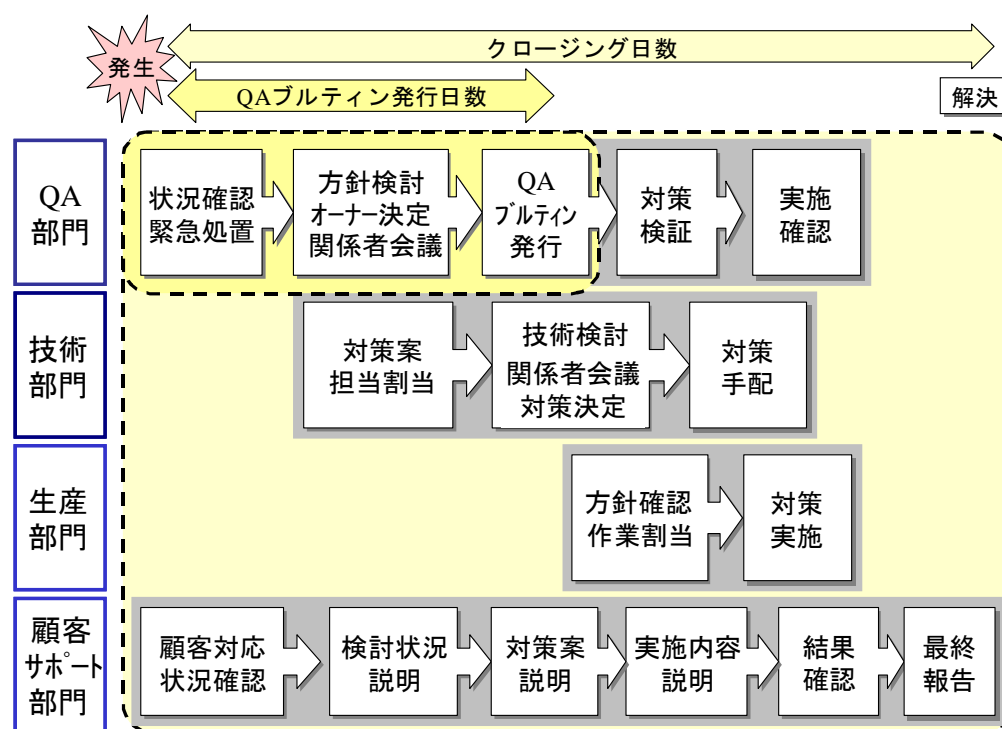 発生
クロージング日数
QAブルティン発行日数
解決
QA
部門
状況確認
緊急処置
方針検討
オーナー決定
関係者会議
QA
ブルティン
発行
対策
検証
実施
確認
技術
部門
対策案
担当割当
技術検討
関係者会議
対策決定
対策
手配
生産
部門
方針確認
作業割当
対策
実施
顧客
サポート
部門
顧客対応
状況確認
検討状況
説明
対策案
説明
実施内容
説明
結果
確認
最終
報告